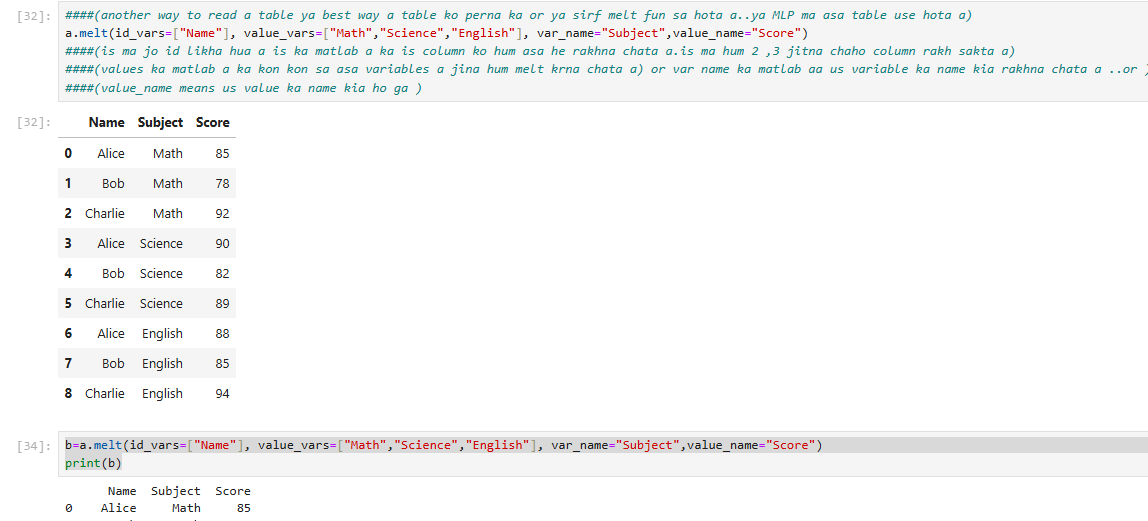 [32]: ####(another way to read a table ya best way a table ko perna ka or ya sirf melt fun sa hota a..ya MLP ma asa table use hota a)
a.melt(id_vars=["Name"], value_vars=["Math","Science","English"], var_name="Subject",value_name="Score")
####(is ma jo id likha hua a is ka matlab a ka is column ko hum asa he rakhna chata a.is ma hum 2 ,3 jitna chaho column rakh sakta a)
####(values ka matlab a ka kon kon sa asa variables a jina hum melt krna chata a) or var name ka matlab aa us variable ka name kia rakhna chata a ..or )
####(value_name means us value ka name kia ho ga )
[32]: Name Subject Score
0 Alice Math 85
1 Bob Math 78
2 Charlie Math 92
3 Alice Science 90
4 Bob Science 82
5 Charlie Science 89
6 Alice English 88
7 Bob English 85
8 Charlie English 94
[34]: b=a.melt(id_vars=["Name"], value_vars=["Math","Science","English"], var_name="Subject",value_name="Score")
print(b)
Name Subject Score
0 Alice Math 85